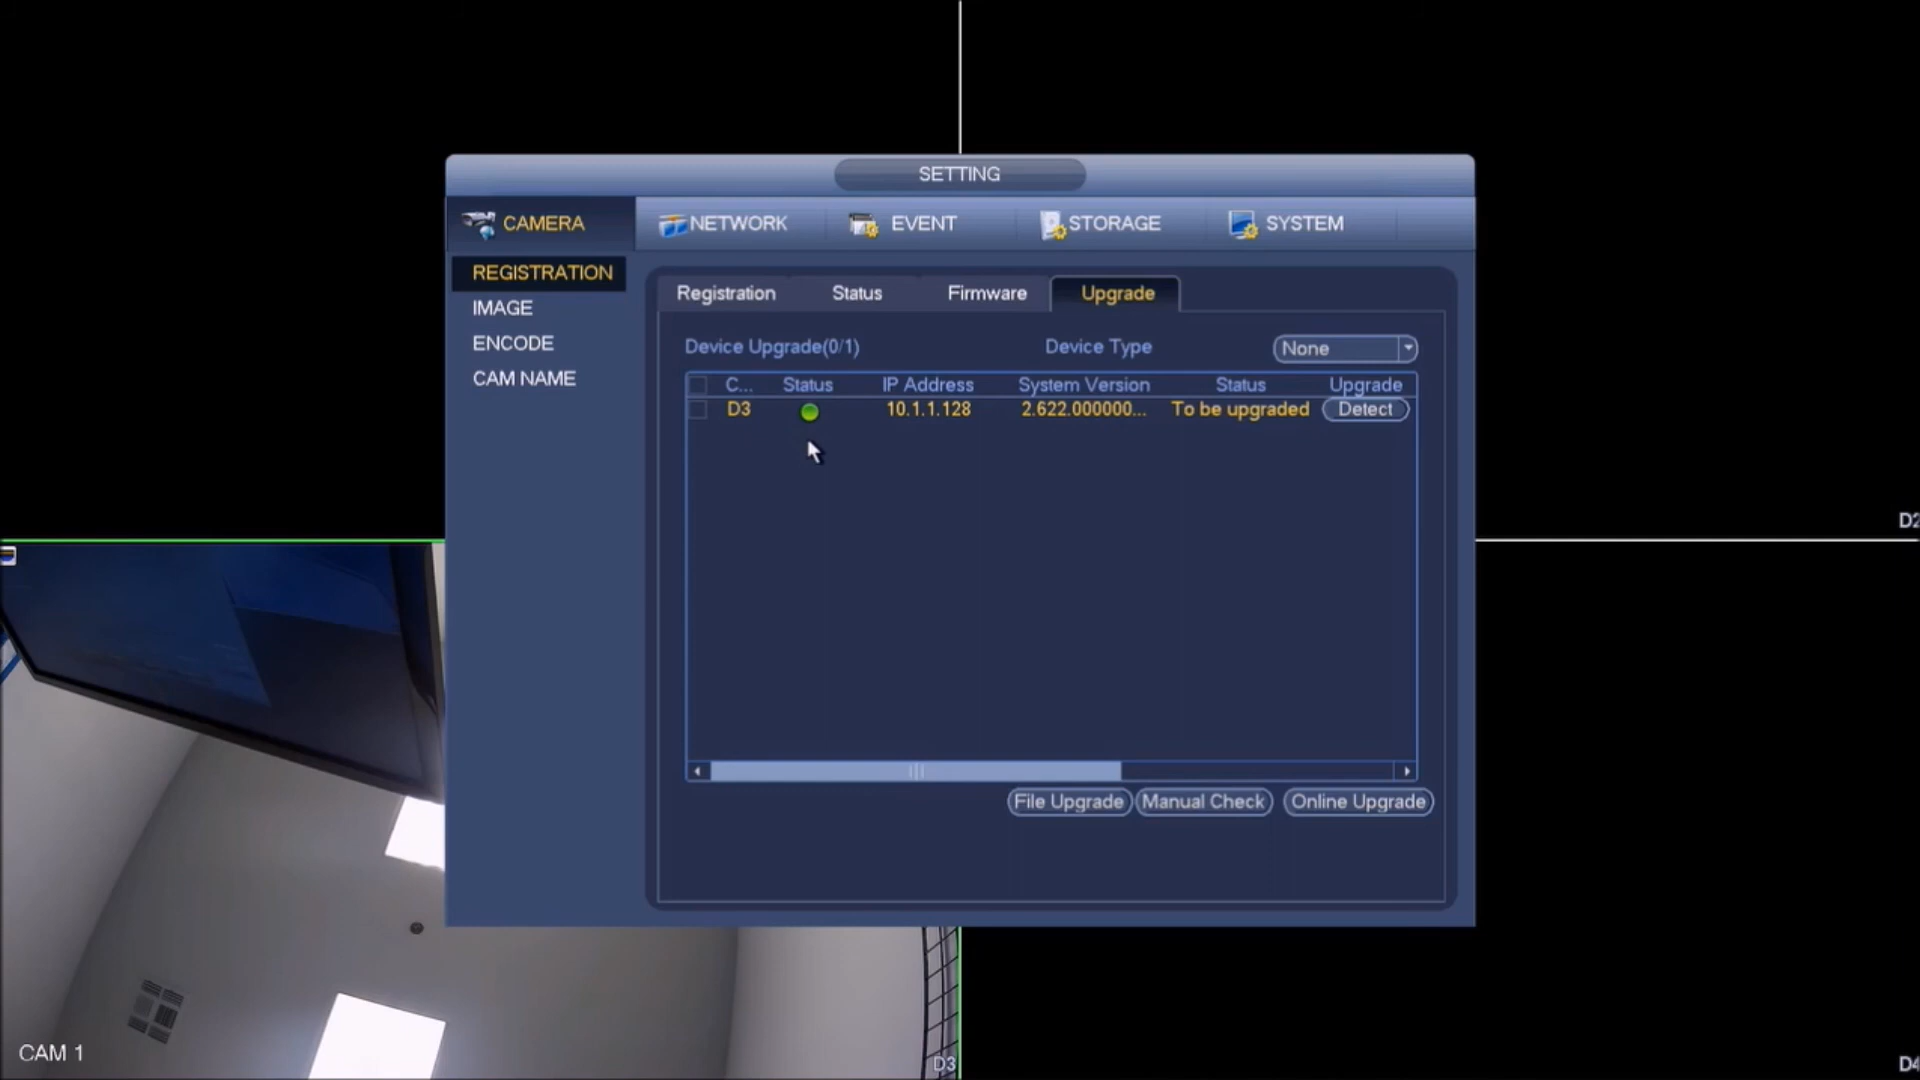 SETTING
CAMERA NETWORK EVENT STORAGE SYSTEM
REGISTRATION
IMAGE
ENCODE
CAM NAME
Registration Status Firmware Upgrade
Device Upgrade(0/1) Device Type None
C... Status IP Address System Version Status Upgrade
D3 10.1.1.128 2.622.000000... To be upgraded Detect
File Upgrade Manual Check Online Upgrade
D2
CAM 1
D3
D4